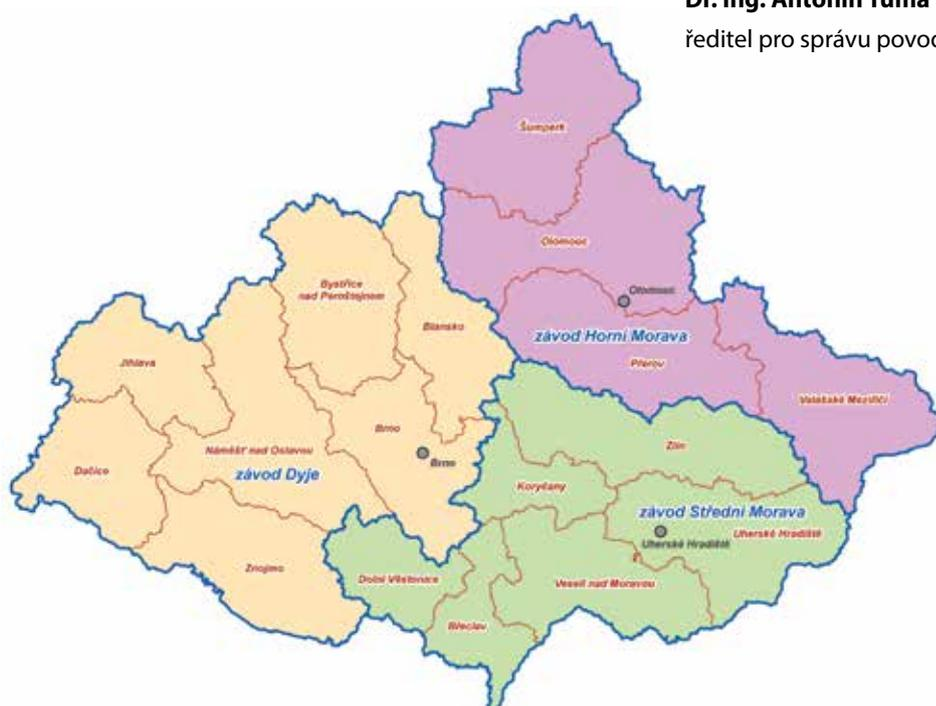 Dr. Ing. Antonín Tůma
ředitel pro správu povod
Šumperk
Olomouc
Olomouc
Bystřice
nad Pernštejnem
Blansko
závod Horní Morava
Přerov
Jihlava
Valašské Meziříčí
Brno
Zlín
Náměšť nad Oslavou
Brno
Dačice
závod Dyje
Koryčany
závod Střední Morava
Uherské Hradiště
Uherské Hradiště
Znojmo
Dolní Věstonice
Veselí nad Moravou
Břeclav